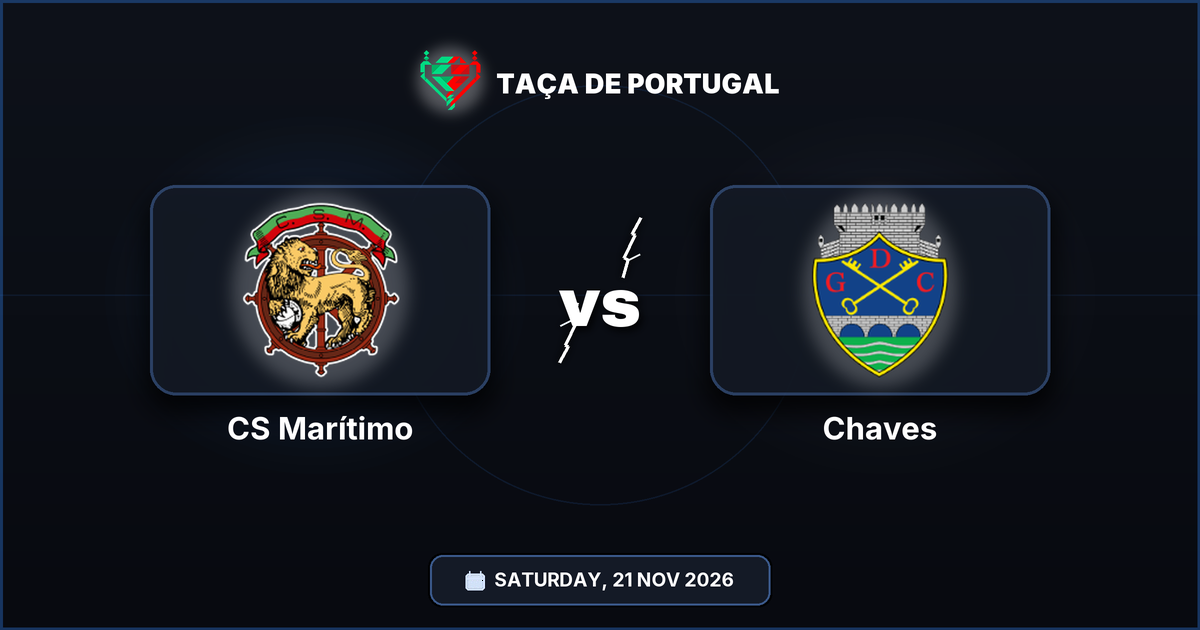 TAÇA DE PORTUGAL
C. S. M.
D
G C
vs
CS Marítimo
Chaves
SATURDAY, 21 NOV 2026